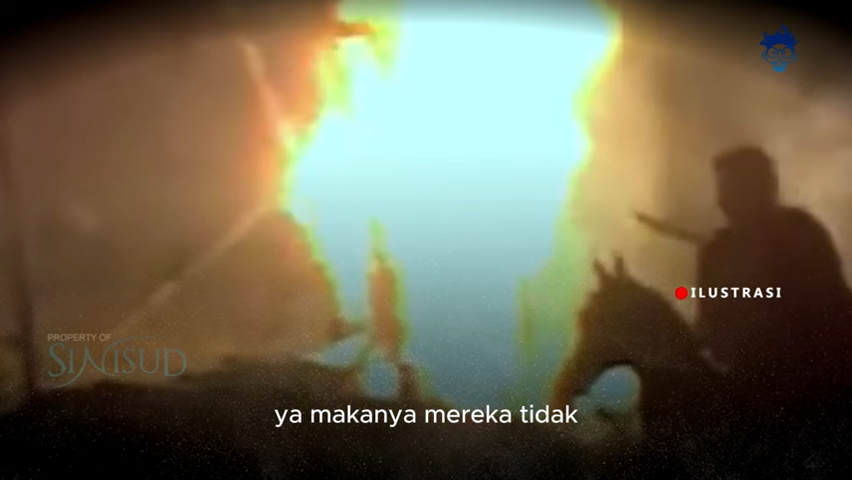 ILUSTRASI
PROPERTY OF
SINISUD
ya makanya mereka tidak